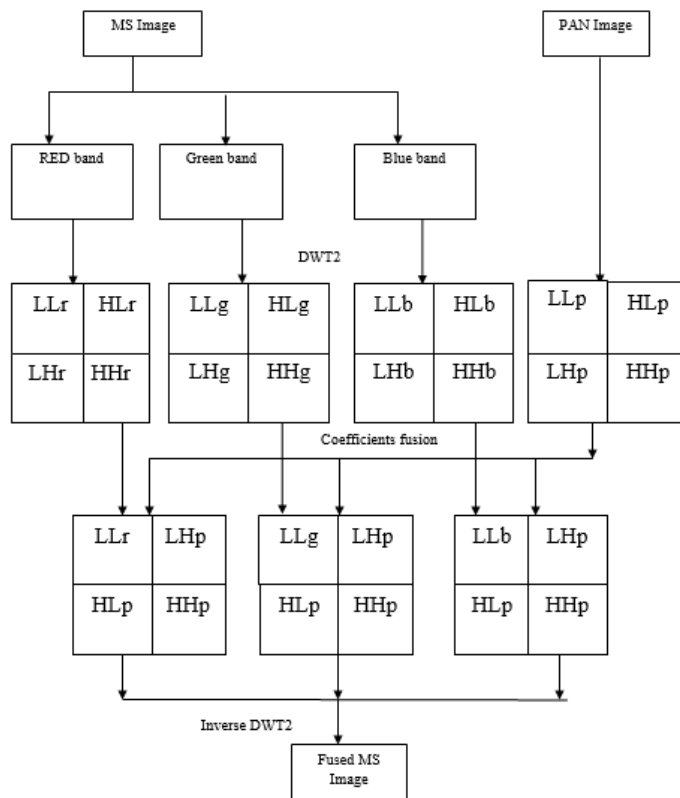 MS Image
PAN Image
RED band
Green band
Blue band
DWT2
LLr HLr LLg HLg LLb HLb LLp HLp
LHr HHr LHg HHg LHb HHb LHp HHp
Coefficients fusion
LLr LHp LLg LHp LLb LHp
HLp HHp HLp HHp HLp HHp
Inverse DWT2
Fused MS
Image